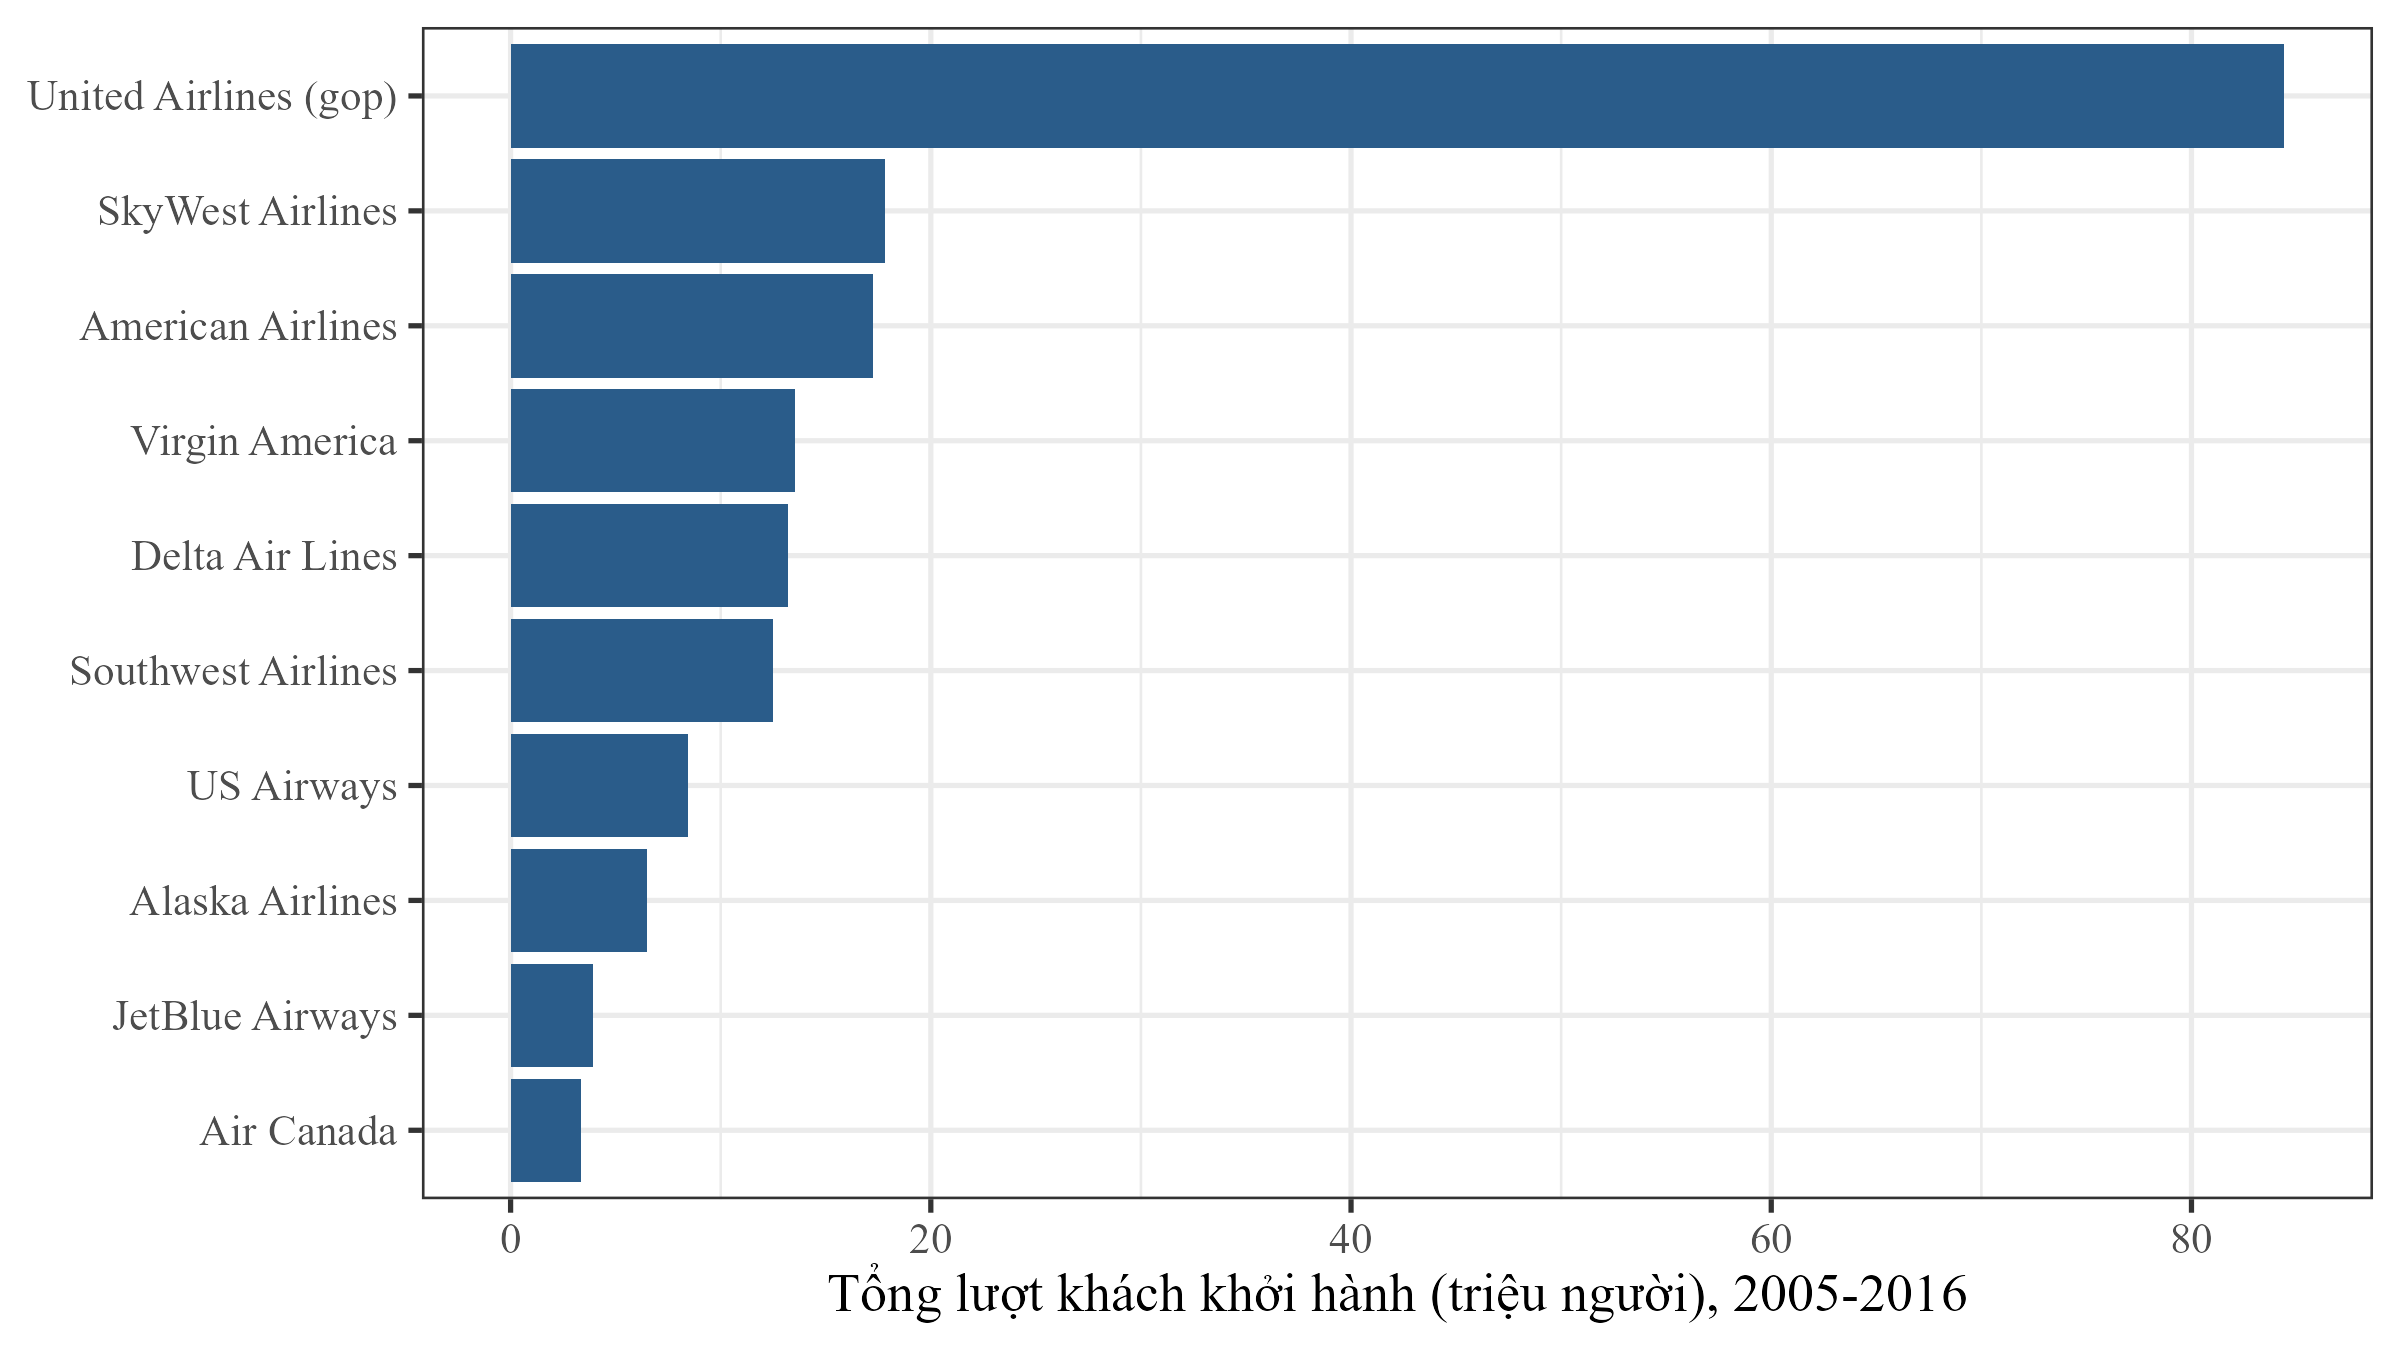 United Airlines (gop)
SkyWest Airlines
American Airlines
Virgin America
Delta Air Lines
Southwest Airlines
US Airways
Alaska Airlines
JetBlue Airways
Air Canada
0 20 40 60 80
Tổng lượt khách khởi hành (triệu người), 2005-2016